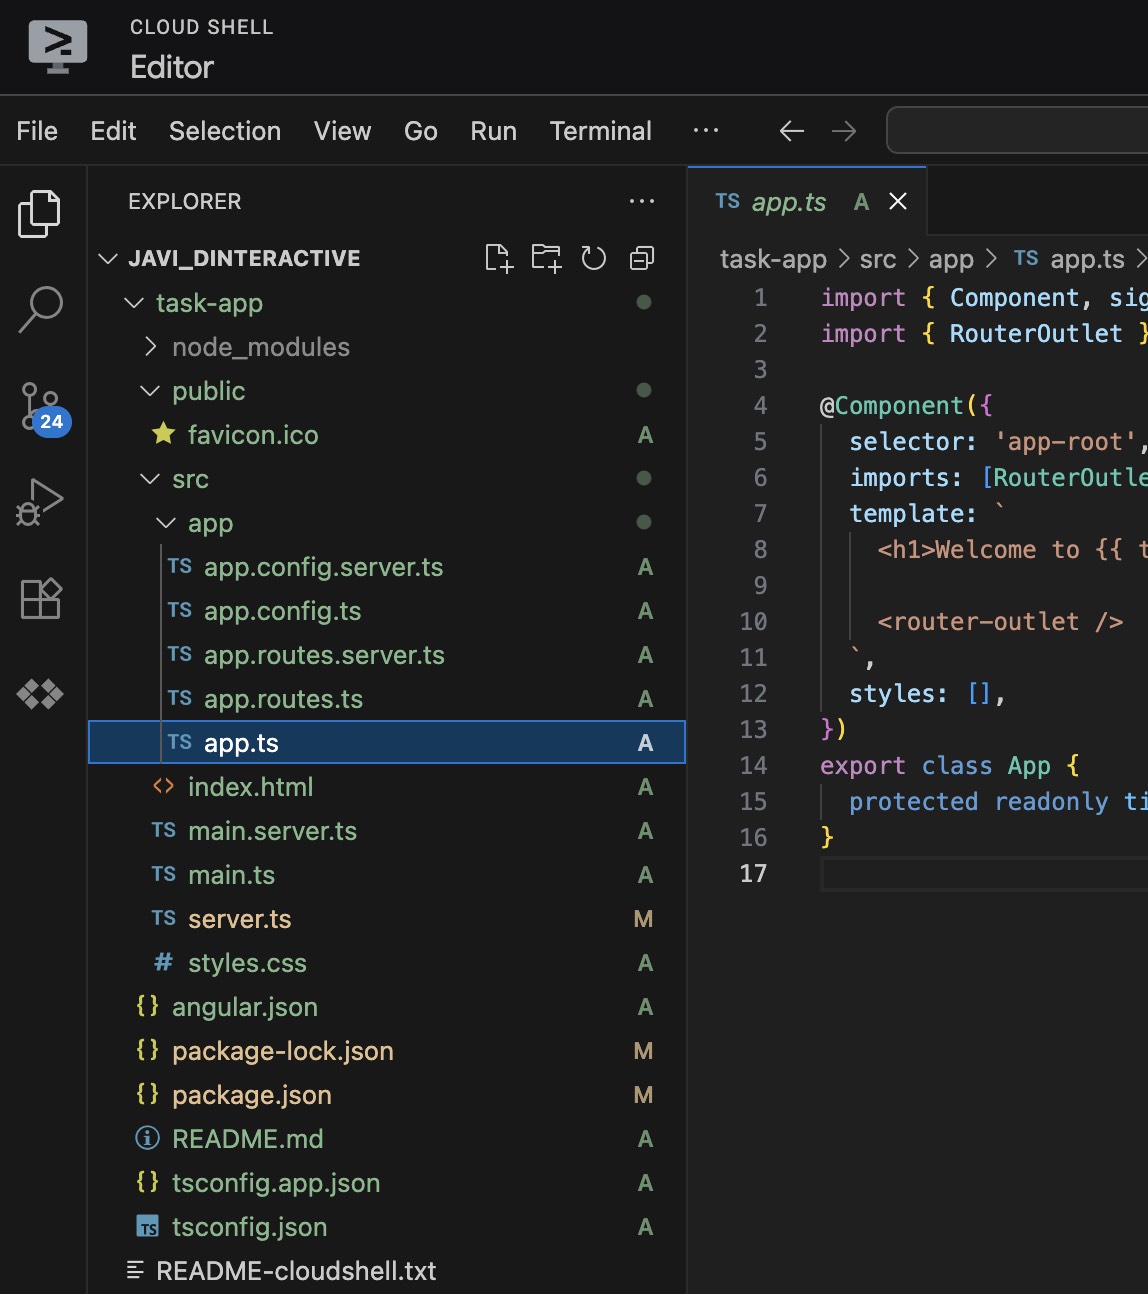 CLOUD SHELL
Editor
File Edit Selection View Go Run Terminal ···
EXPLORER ···
JAVI_DINTERACTIVE
task-app
node_modules
public
favicon.ico A
src
app
TS app.config.server.ts A
TS app.config.ts A
TS app.routes.server.ts A
TS app.routes.ts A
TS app.ts A
<> index.html A
TS main.server.ts A
TS main.ts A
TS server.ts M
# styles.css A
{} angular.json A
{} package-lock.json M
{} package.json M
README.md A
{} tsconfig.app.json A
TS tsconfig.json A
README-cloudshell.txt
24
TS app.ts A
task-app > src > app > TS app.ts >
1 import { Component, sig
2 import { RouterOutlet }
3
4 @Component({
5 selector: 'app-root',
6 imports: [RouterOutle
7 template: `
8 <h1>Welcome to {{ t
9
10 <router-outlet />
11 `,
12 styles: [],
13 })
14 export class App {
15 protected readonly ti
16 }
17